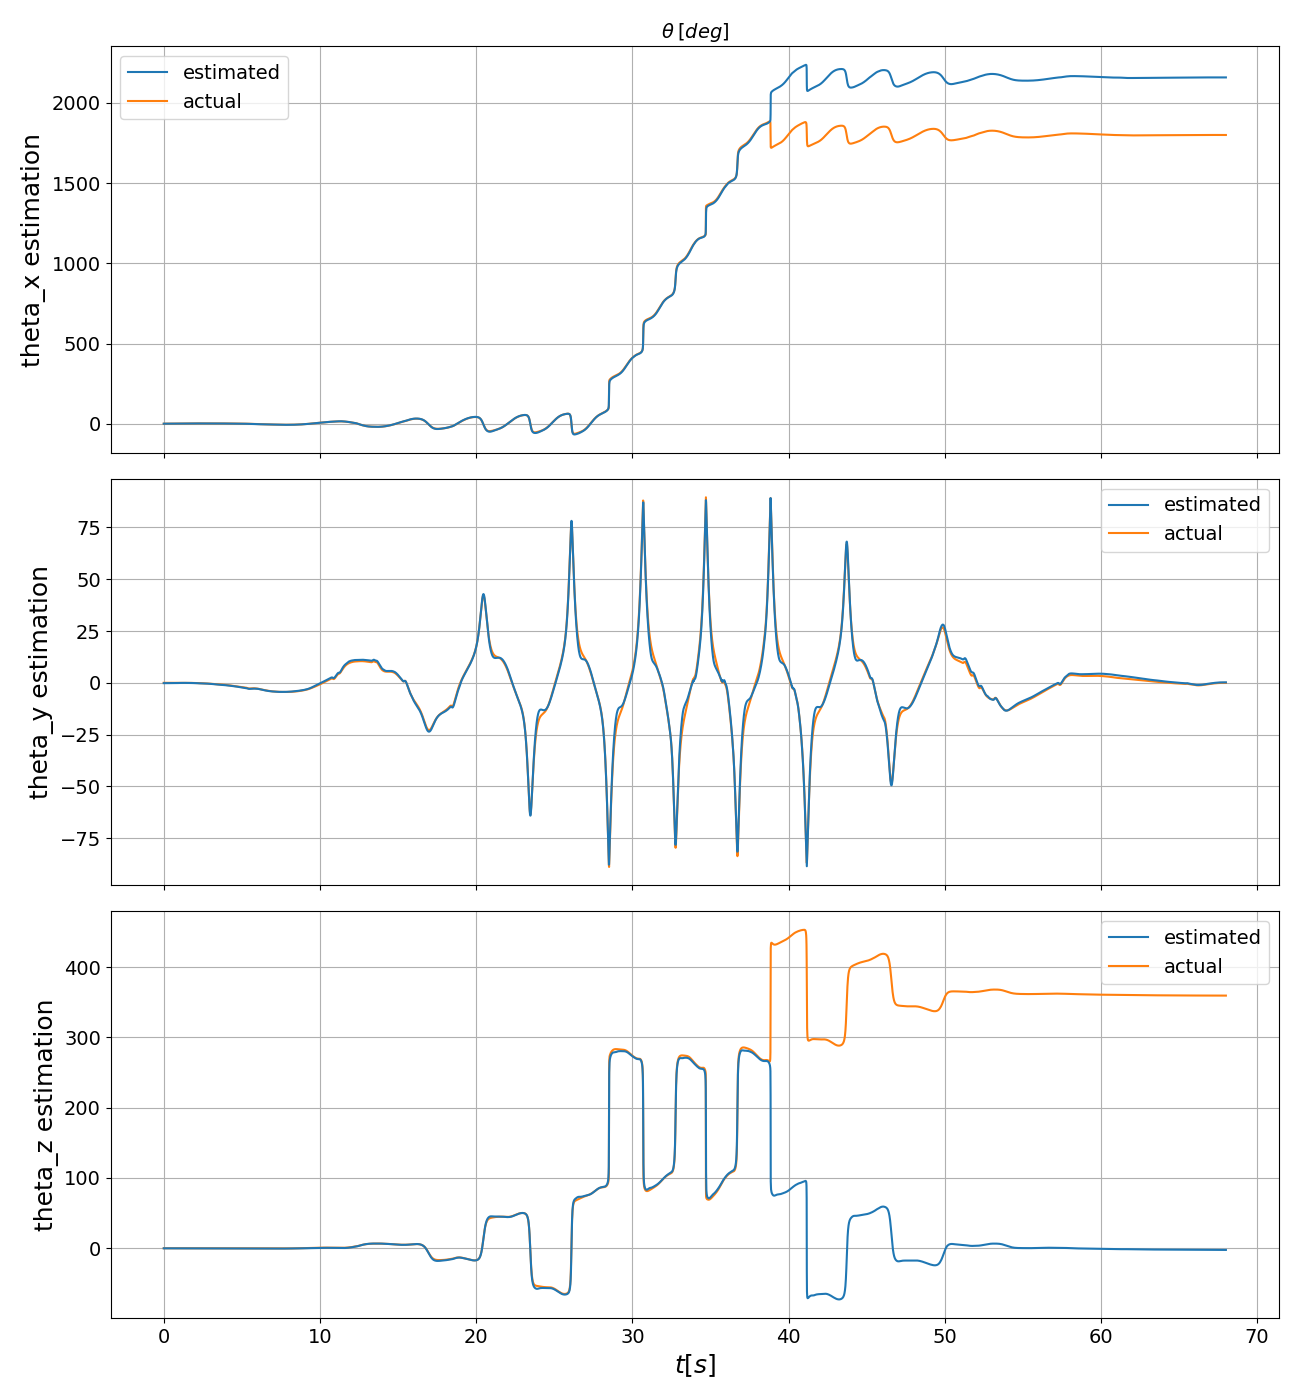 θ [deg]
theta_x estimation
estimated
actual
2000
1500
1000
500
0
theta_y estimation
estimated
actual
75
50
25
0
−25
−50
−75
theta_z estimation
estimated
actual
400
300
200
100
0
0 10 20 30 40 50 60 70
t[s]